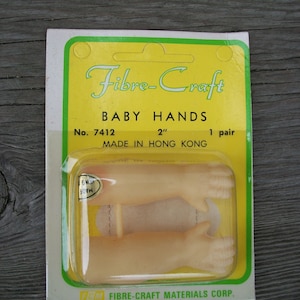 Fibre-Craft
BABY HANDS
No. 7412 2" 1 pair
MADE IN HONG KONG
FIBRE-CRAFT MATERIALS CORP.